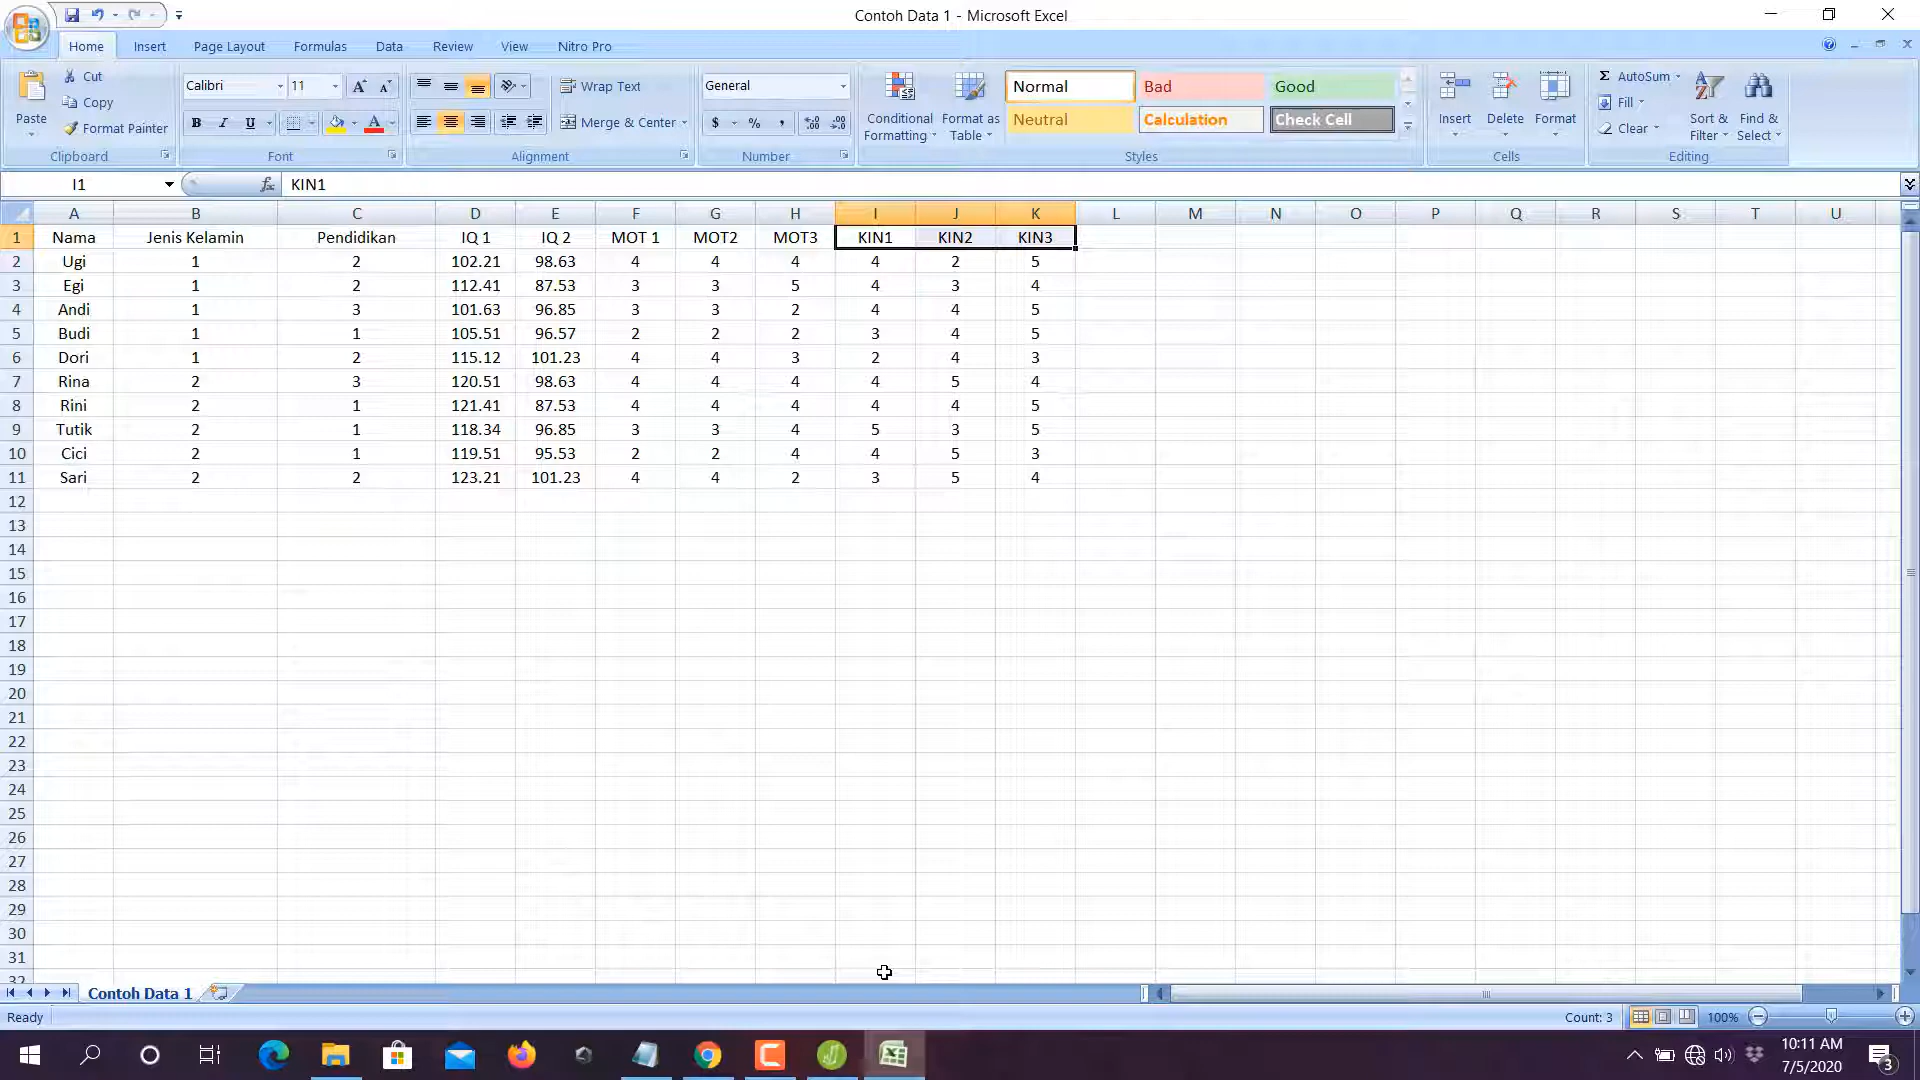 Contoh Data 1 - Microsoft Excel
Home Insert Page Layout Formulas Data Review View Nitro Pro
Paste
Cut
Copy
Format Painter
Clipboard
Calibri 11
B I U
A
Font
Wrap Text
Merge & Center
Alignment
General
$ % ,
Number
Conditional Formatting
Format as Table
Normal Bad Good
Neutral Calculation Check Cell
Styles
Insert Delete Format
Cells
Σ AutoSum
Fill
Clear
Sort & Filter
Find & Select
Editing
I1 fx KIN1
A B C D E F G H I J K L M N O P Q R S T U
1 Nama Jenis Kelamin Pendidikan IQ 1 IQ 2 MOT 1 MOT2 MOT3 KIN1 KIN2 KIN3
2 Ugi 1 2 102.21 98.63 4 4 4 4 2 5
3 Egi 1 2 112.41 87.53 3 3 5 4 3 4
4 Andi 1 3 101.63 96.85 3 3 2 4 4 5
5 Budi 1 1 105.51 96.57 2 2 2 3 4 5
6 Dori 1 2 115.12 101.23 4 4 3 2 4 3
7 Rina 2 3 120.51 98.63 4 4 4 4 5 4
8 Rini 2 1 121.41 87.53 4 4 4 4 4 5
9 Tutik 2 1 118.34 96.85 3 3 4 5 3 5
10 Cici 2 1 119.51 95.53 2 2 4 4 5 3
11 Sari 2 2 123.21 101.23 4 4 2 3 5 4
12
13
14
15
16
17
18
19
20
21
22
23
24
25
26
27
28
29
30
31
32
Contoh Data 1
Ready Count: 3 100%
10:11 AM
7/5/2020
3